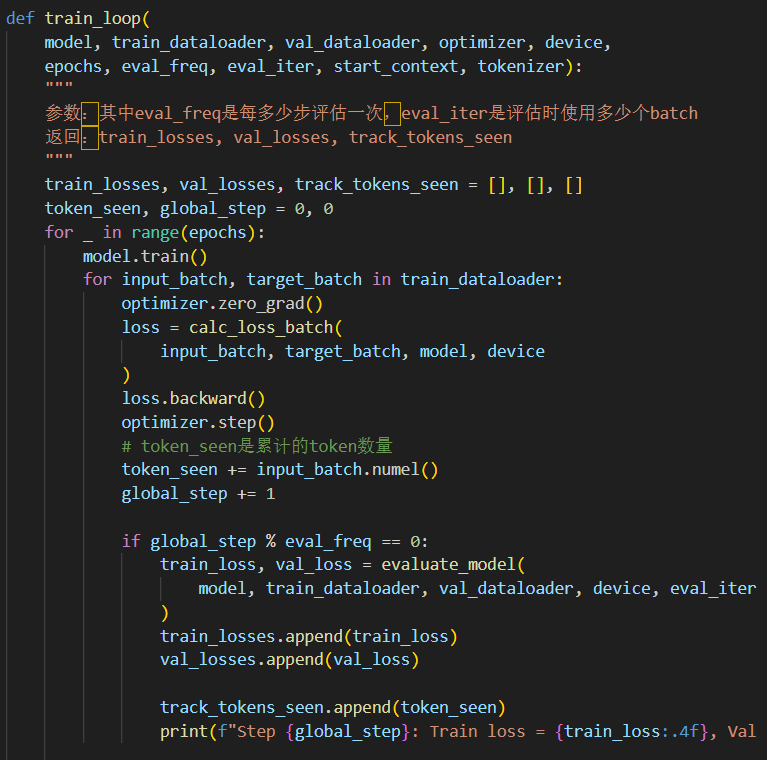 def train_loop(
    model, train_dataloader, val_dataloader, optimizer, device,
    epochs, eval_freq, eval_iter, start_context, tokenizer):
    """
    参数：其中eval_freq是每多少步评估一次，eval_iter是评估时使用多少个batch
    返回：train_losses, val_losses, track_tokens_seen
    """
    train_losses, val_losses, track_tokens_seen = [], [], []
    token_seen, global_step = 0, 0
    for _ in range(epochs):
        model.train()
        for input_batch, target_batch in train_dataloader:
            optimizer.zero_grad()
            loss = calc_loss_batch(
                input_batch, target_batch, model, device
            )
            loss.backward()
            optimizer.step()
            # token_seen是累计的token数量
            token_seen += input_batch.numel()
            global_step += 1

            if global_step % eval_freq == 0:
                train_loss, val_loss = evaluate_model(
                    model, train_dataloader, val_dataloader, device, eval_iter
                )
                train_losses.append(train_loss)
                val_losses.append(val_loss)

                track_tokens_seen.append(token_seen)
                print(f"Step {global_step}: Train loss = {train_loss:.4f}, Val